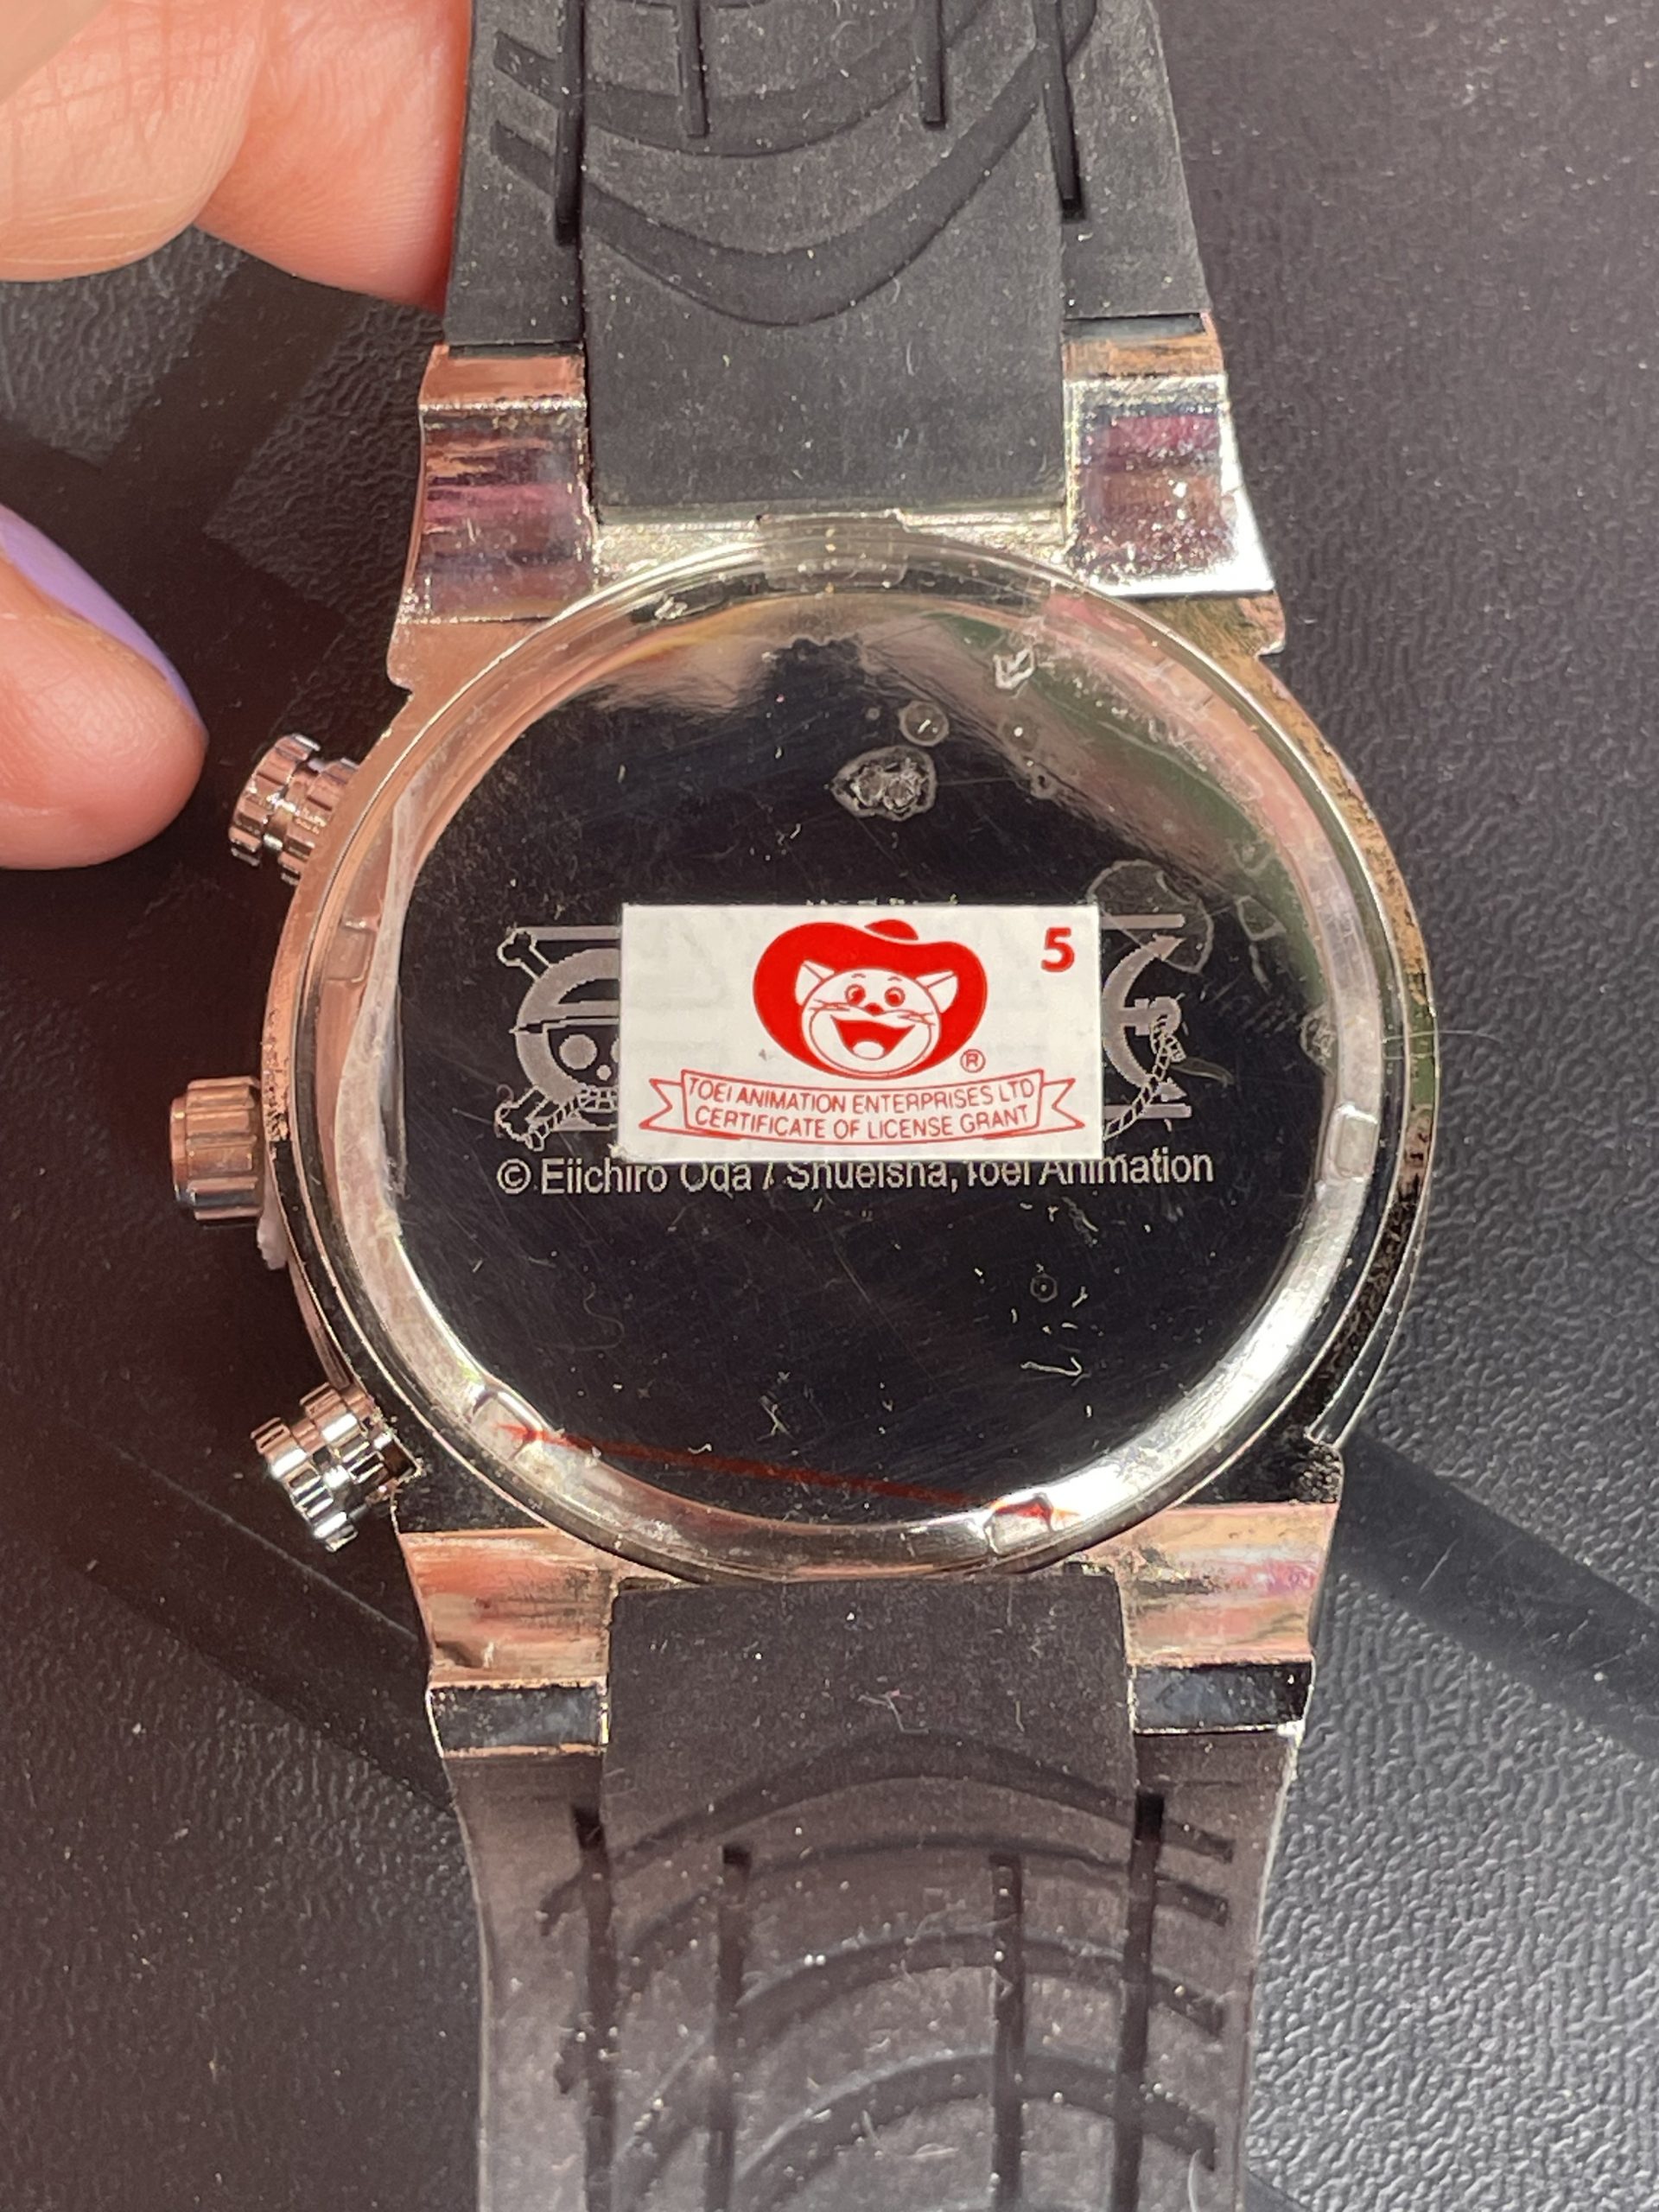 5
®
TOEI ANIMATION ENTERPRISES LTD
CERTIFICATE OF LICENSE GRANT
© Eiichiro Oda / Shueisha, Toei Animation